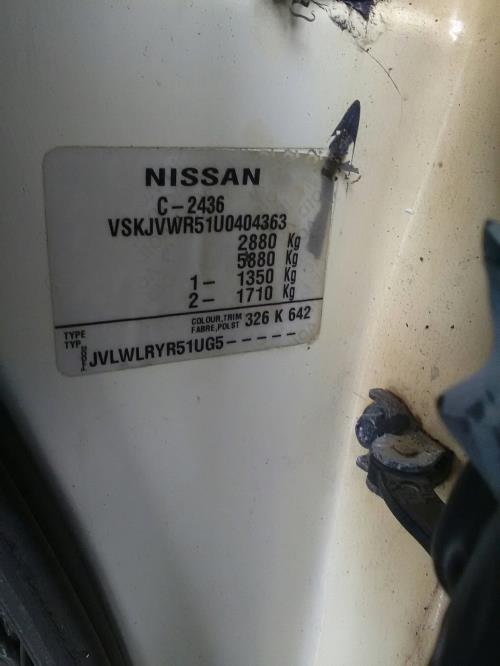 NISSAN
C-2436
VSKJVWR51U0404363
2880 Kg
5880 Kg
1- 1350 Kg
2- 1710 Kg
TYPE
TYP.
COLOUR,TRIM
FABRE,POLST 326 K 642
JVLWLRYR51UG5-----